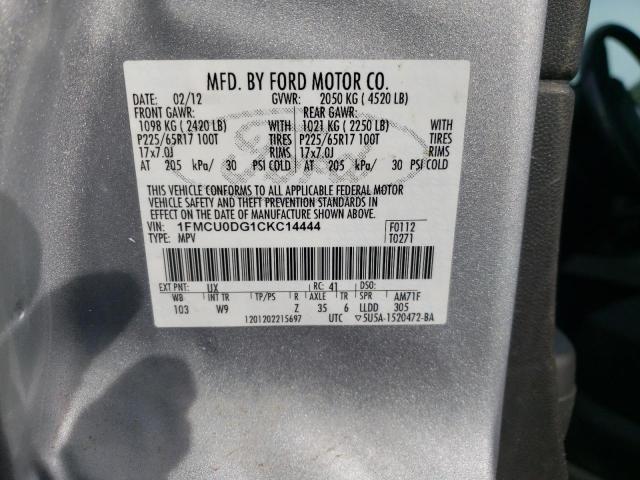 MFD. BY FORD MOTOR CO.
DATE: 02/12 GVWR: 2050 KG ( 4520 LB)
FRONT GAWR: REAR GAWR:
1098 KG ( 2420 LB) WITH 1021 KG ( 2250 LB) WITH
P225/65R17 100T TIRES P225/65R17 100T TIRES
17x7.0J RIMS 17x7.0J RIMS
AT 205 kPa/ 30 PSI COLD AT 205 kPa/ 30 PSI COLD
THIS VEHICLE CONFORMS TO ALL APPLICABLE FEDERAL MOTOR
VEHICLE SAFETY AND THEFT PREVENTION STANDARDS IN
EFFECT ON THE DATE OF MANUFACTURE SHOWN ABOVE.
VIN: 1FMCU0DG1CKC14444 F0112
TYPE: MPV T0271
EXT PNT: UX RC: 41 DSO:
WB INT TR TP/PS R AXLE TR SPR AM71F
103 W9 Z 35 6 LLDD 305
1201202215697 UTC ▽5U5A-1520472-BA
Ford